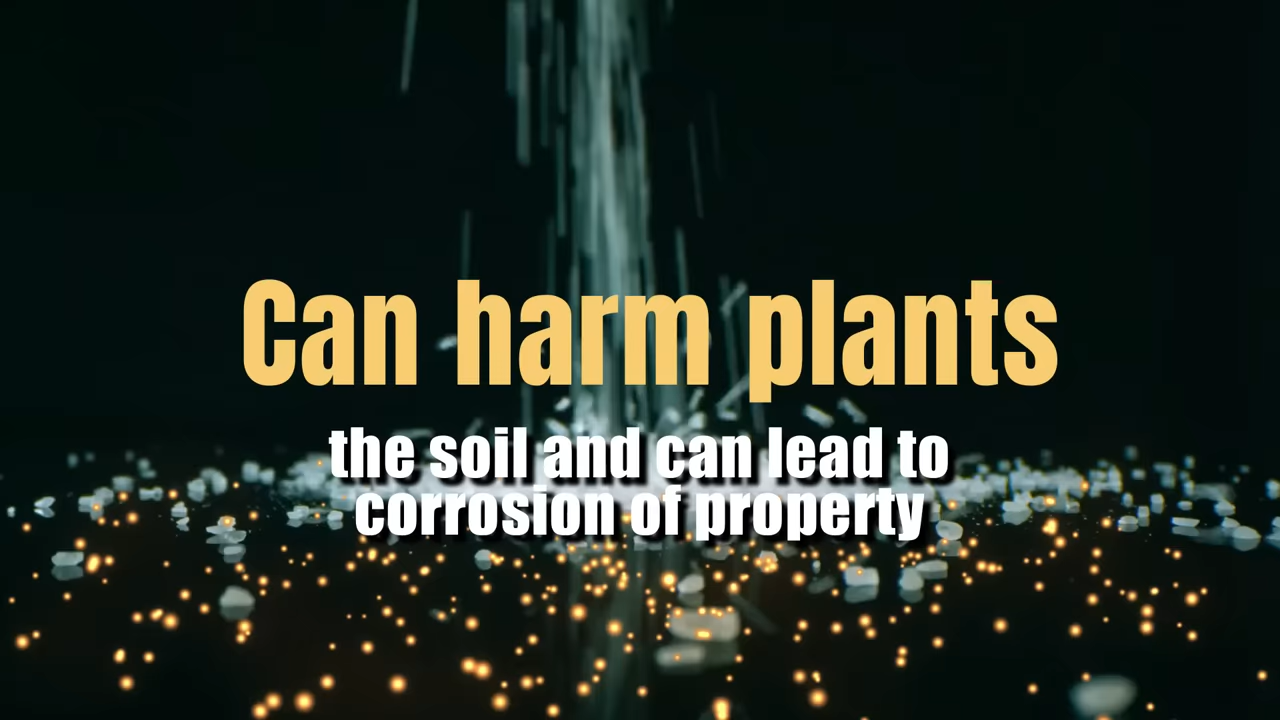 Can harm plants
the soil and can lead to
corrosion of property